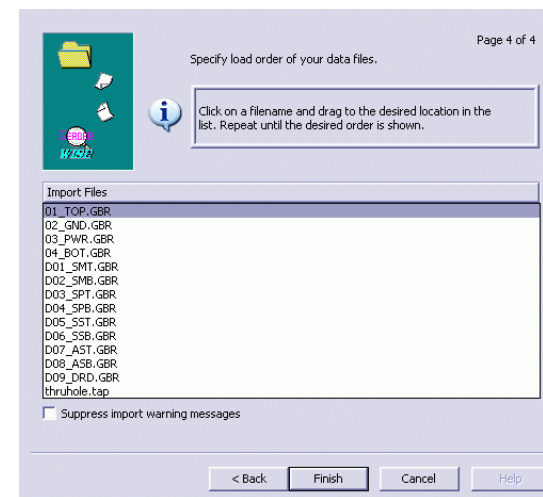 Page 4 of 4
Specify load order of your data files.
Click on a filename and drag to the desired location in the
list. Repeat until the desired order is shown.
Import Files
01_TOP.GBR
02_GND.GBR
03_PWR.GBR
04_BOT.GBR
D01_SMT.GBR
D02_SMB.GBR
D03_SPT.GBR
D04_SPB.GBR
D05_SST.GBR
D06_SSB.GBR
D07_AST.GBR
D08_ASB.GBR
D09_DRD.GBR
thruhole.tap
Suppress import warning messages
< Back Finish Cancel Help